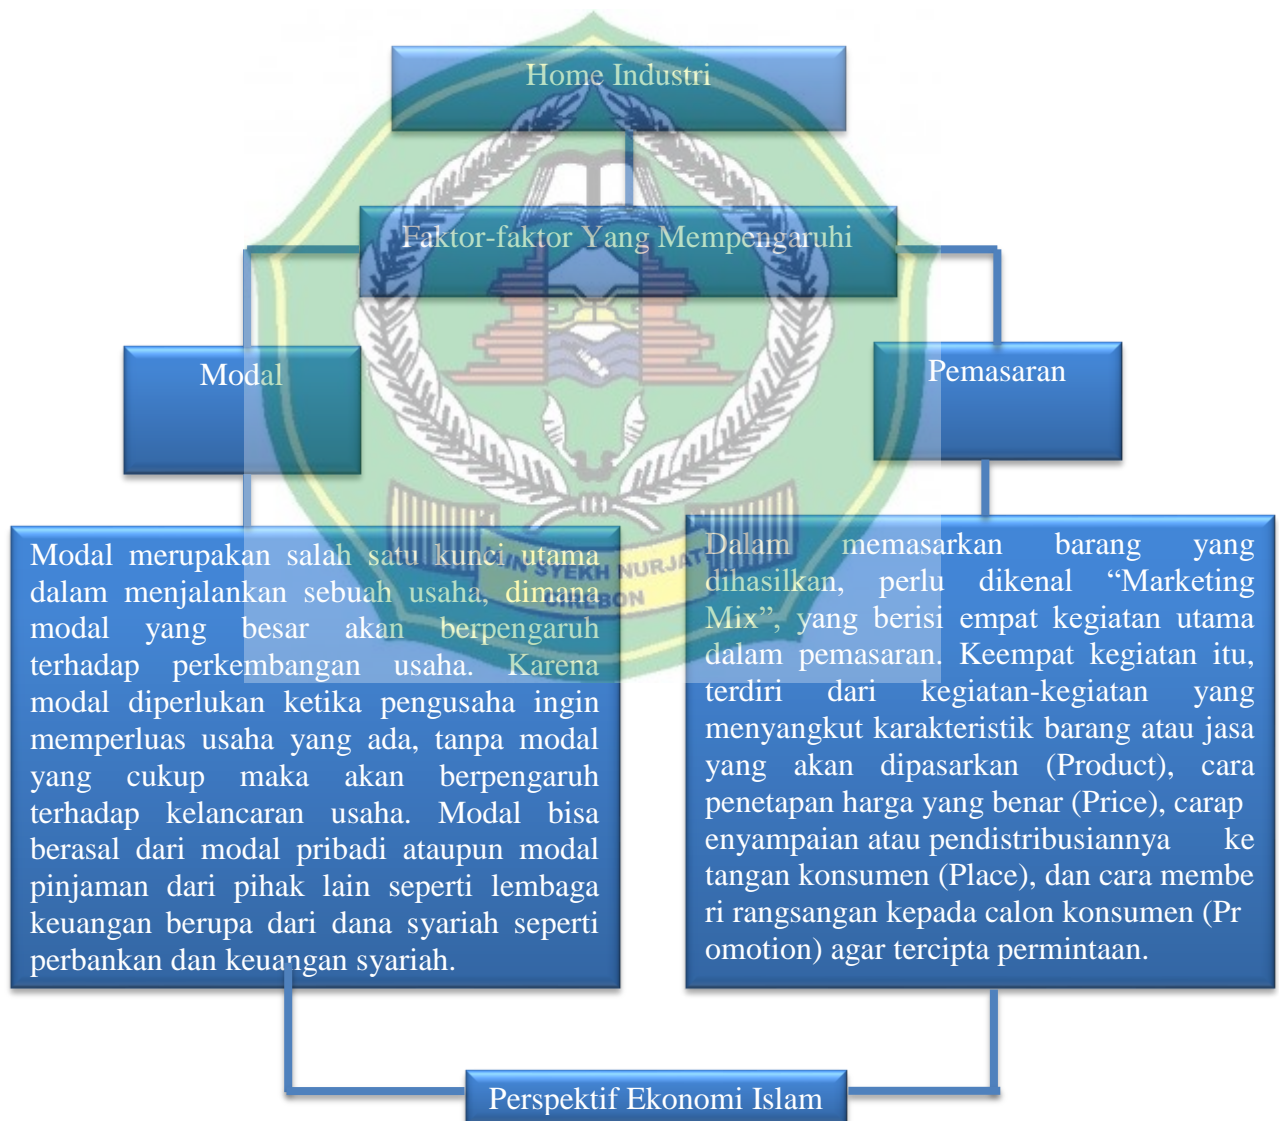 Home Industri
Faktor-faktor Yang Mempengaruhi
Modal
Pemasaran
Modal merupakan salah satu kunci utama
dalam menjalankan sebuah usaha, dimana
modal yang besar akan berpengaruh
terhadap perkembangan usaha. Karena
modal diperlukan ketika pengusaha ingin
memperluas usaha yang ada, tanpa modal
yang cukup maka akan berpengaruh
terhadap kelancaran usaha. Modal bisa
berasal dari modal pribadi ataupun modal
pinjaman dari pihak lain seperti lembaga
keuangan berupa dari dana syariah seperti
perbankan dan keuangan syariah.
Dalam memasarkan barang yang
dihasilkan, perlu dikenal “Marketing
Mix”, yang berisi empat kegiatan utama
dalam pemasaran. Keempat kegiatan itu,
terdiri dari kegiatan-kegiatan yang
menyangkut karakteristik barang atau jasa
yang akan dipasarkan (Product), cara
penetapan harga yang benar (Price), carap
enyampaian atau pendistribusiannya ke
tangan konsumen (Place), dan cara membe
ri rangsangan kepada calon konsumen (Pr
omotion) agar tercipta permintaan.
SYEKH NURJATI
CIREBON
Perspektif Ekonomi Islam